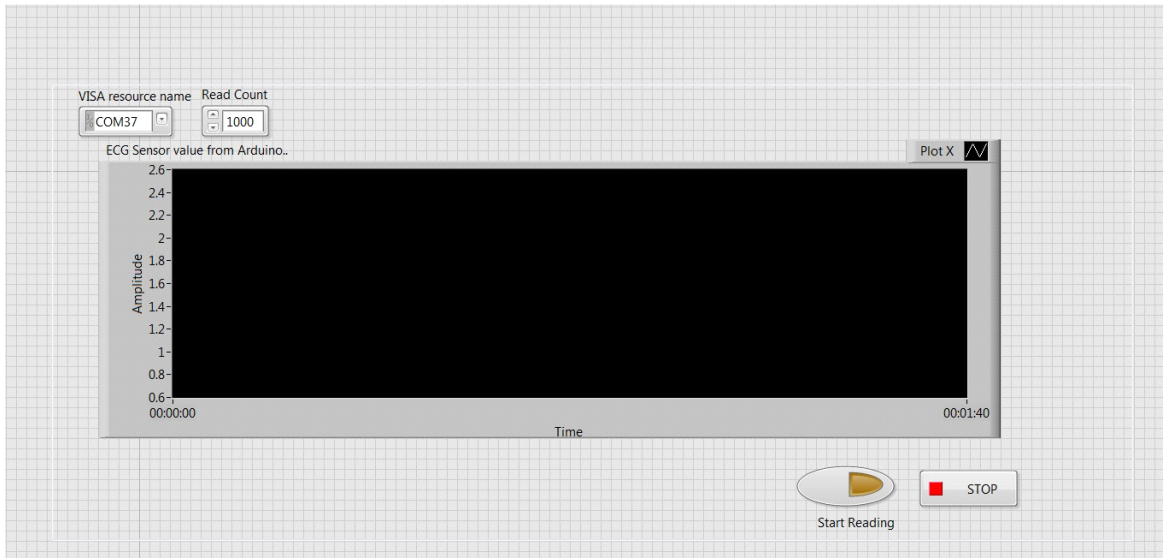 VISA resource name Read Count
COM37 1000
ECG Sensor value from Arduino.. Plot X
2.6
2.4
2.2
2
1.8
1.6
1.4
1.2
1
0.8
0.6
Amplitude
00:00:00 00:01:40
Time
STOP
Start Reading